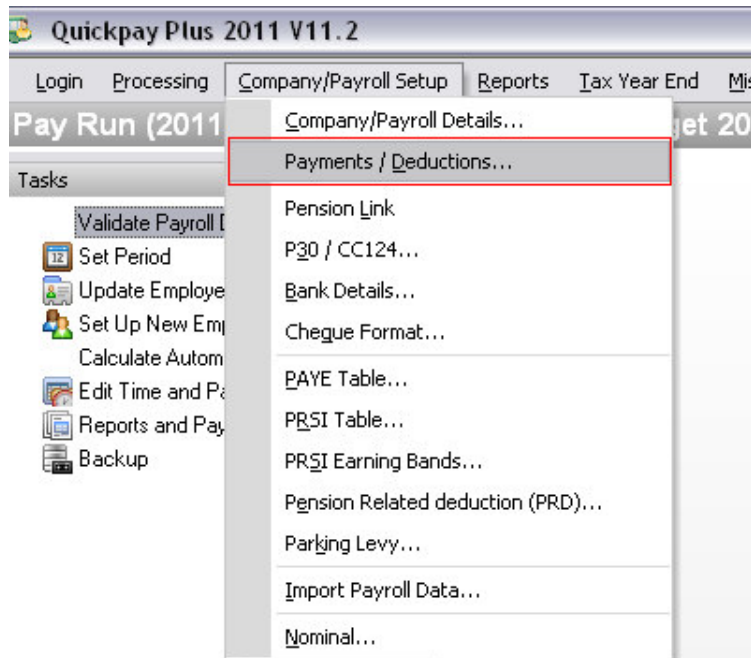 Quickpay Plus 2011 V11.2
Login Processing Company/Payroll Setup Reports Tax Year End Mis
Pay Run (2011 get 20
Company/Payroll Details...
Payments / Deductions...
Tasks
Pension Link
Validate Payroll D
P30 / CC124...
Set Period
Bank Details...
Update Employe
Cheque Format...
Set Up New Emp
Calculate Autom
PAYE Table...
Edit Time and Pa
PRSI Table...
Reports and Pay
PRSI Earning Bands...
Backup
Pension Related deduction (PRD)...
Parking Levy...
Import Payroll Data...
Nominal...